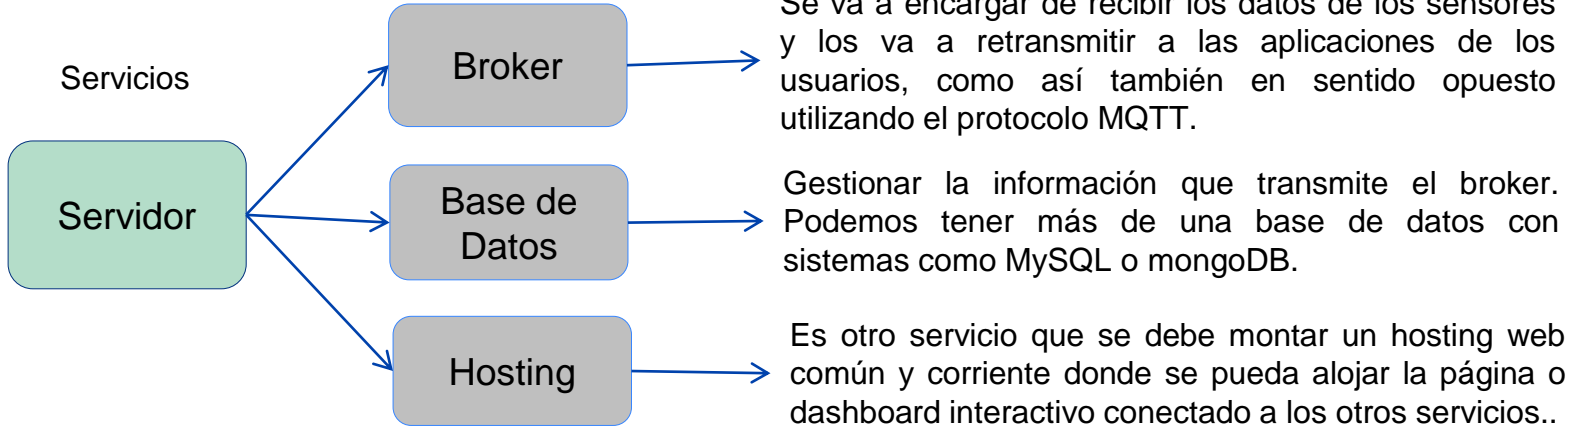 Servicios
Servidor
Broker
Se va a encargar de recibir los datos de los sensores
y los va a retransmitir a las aplicaciones de los
usuarios, como así también en sentido opuesto
utilizando el protocolo MQTT.
Base de
Datos
Gestionar la información que transmite el broker.
Podemos tener más de una base de datos con
sistemas como MySQL o mongoDB.
Hosting
Es otro servicio que se debe montar un hosting web
común y corriente donde se pueda alojar la página o
dashboard interactivo conectado a los otros servicios..